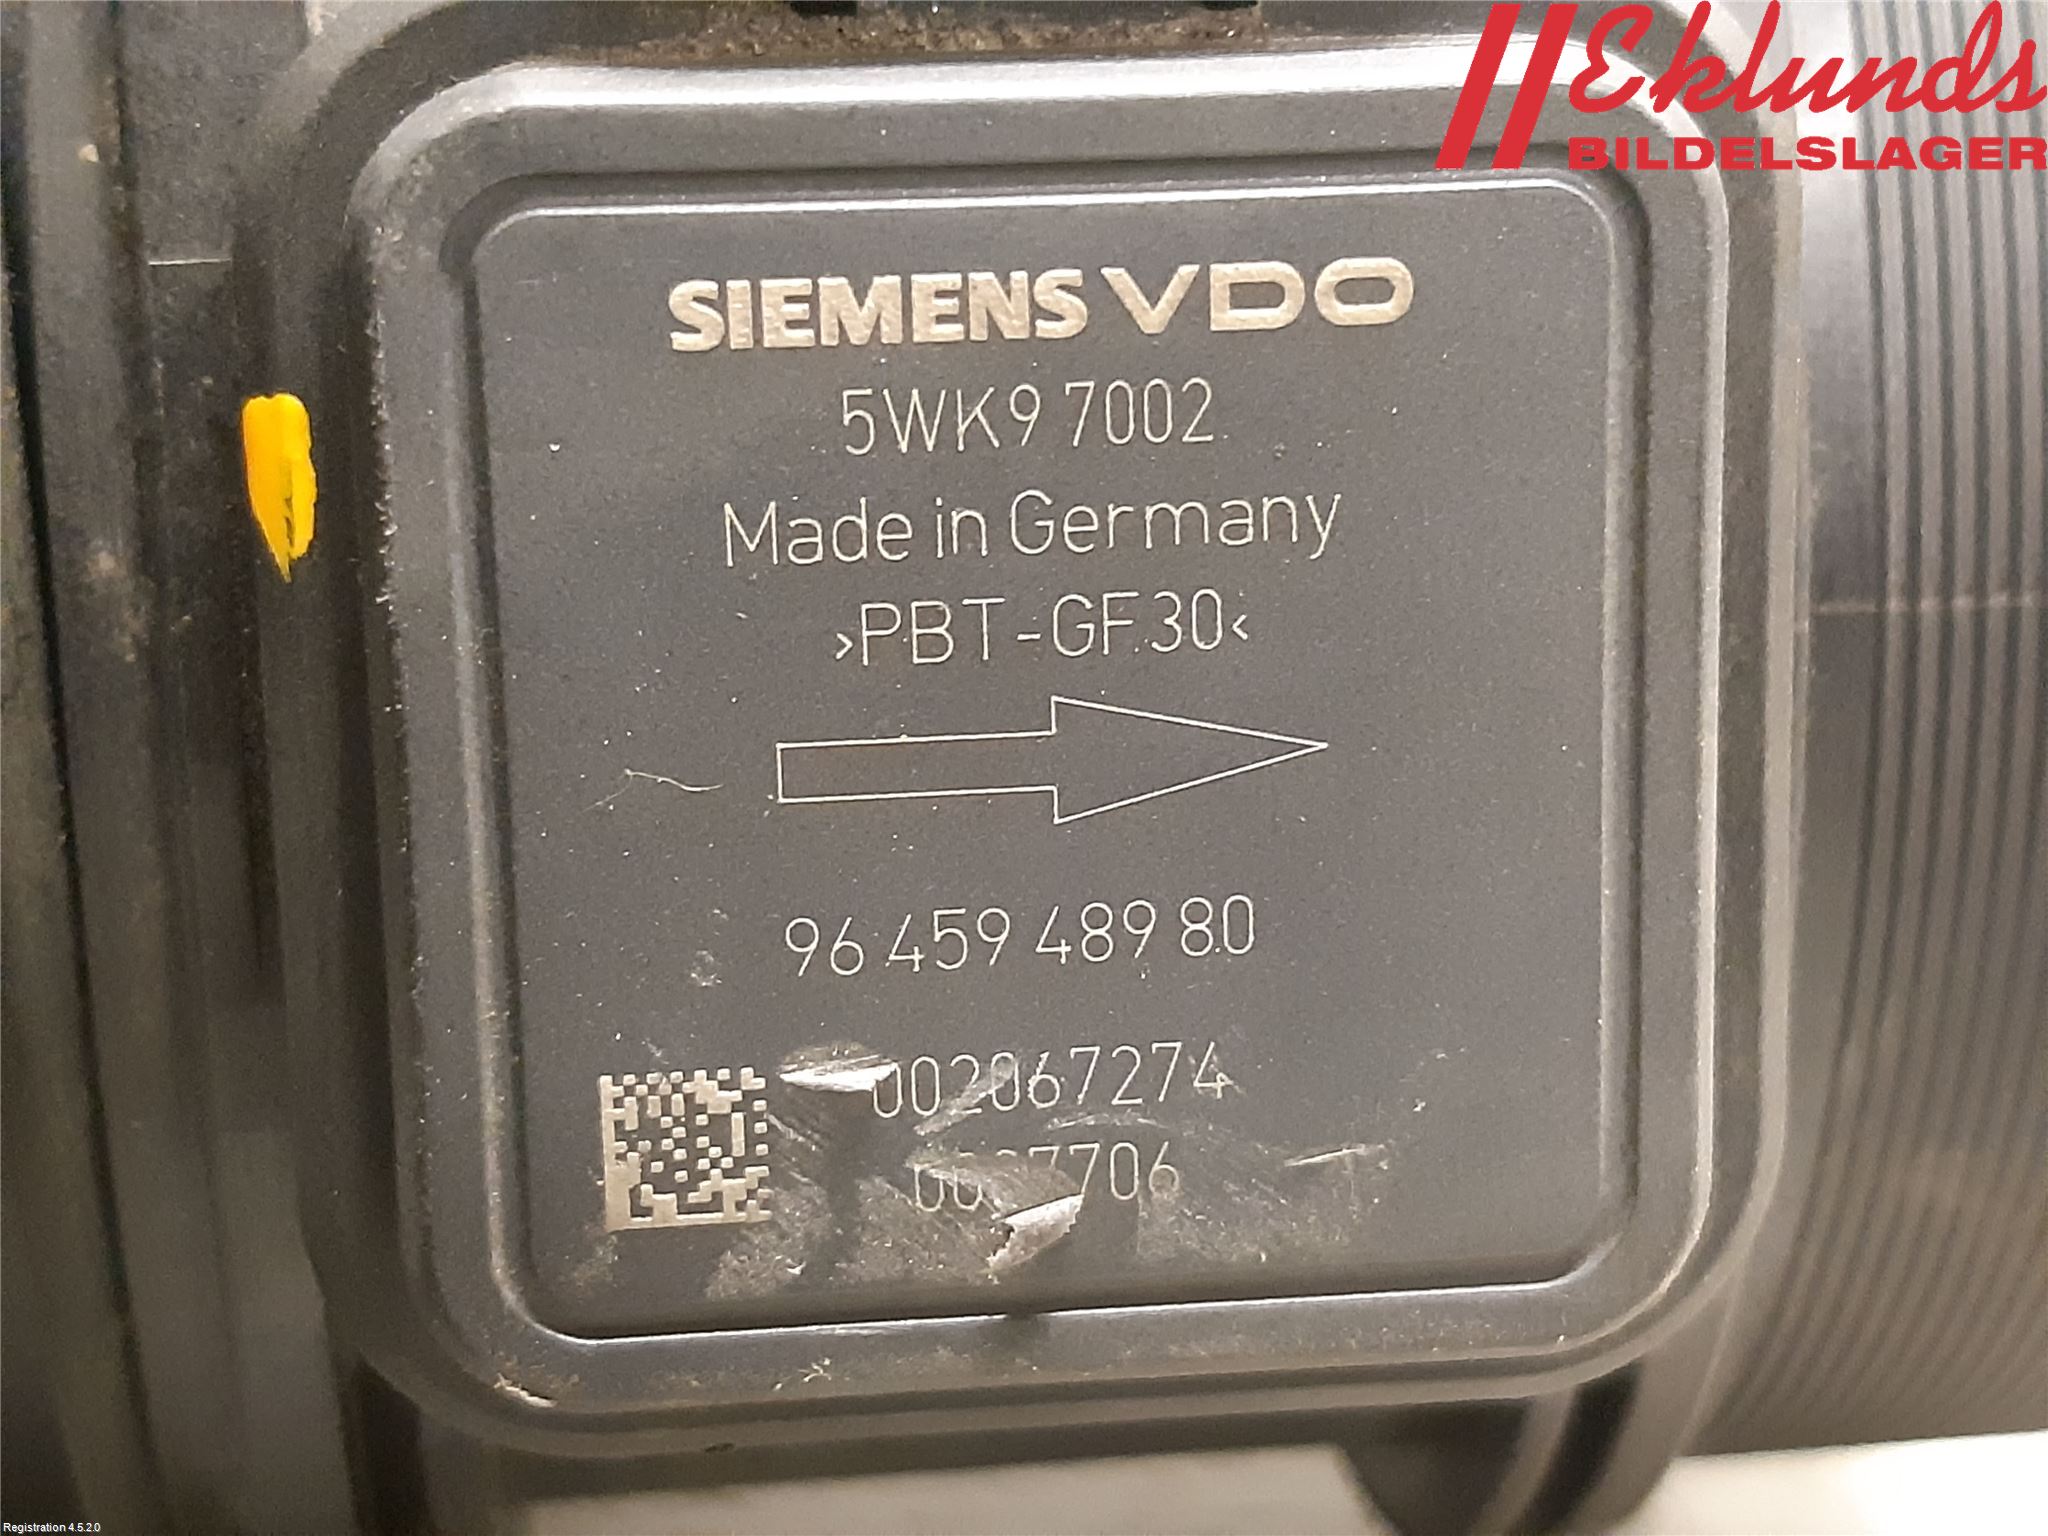 Eklunds
BILDELSLAGER
SIEMENS VDO
5WK9 7002
Made in Germany
>PBT-GF30<
96 459 489 80
002067274
Registration 4.5.2.0